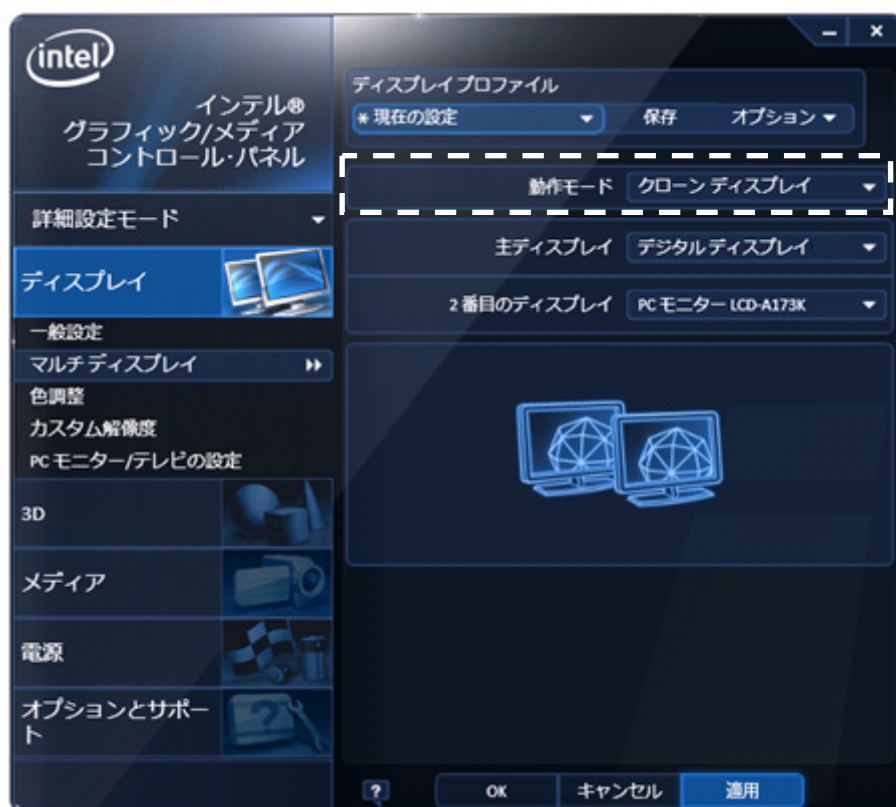 intel
インテル®
グラフィック/メディア
コントロール・パネル
詳細設定モード
ディスプレイ
一般設定
マルチ ディスプレイ
色調整
カスタム解像度
PC モニター/テレビの設定
3D
メディア
電源
オプションとサポー
ト
ディスプレイ プロファイル
* 現在の設定 保存 オプション
動作モード クローン ディスプレイ
主ディスプレイ デジタル ディスプレイ
2 番目のディスプレイ PC モニター LCD-A173K
? OK キャンセル 適用